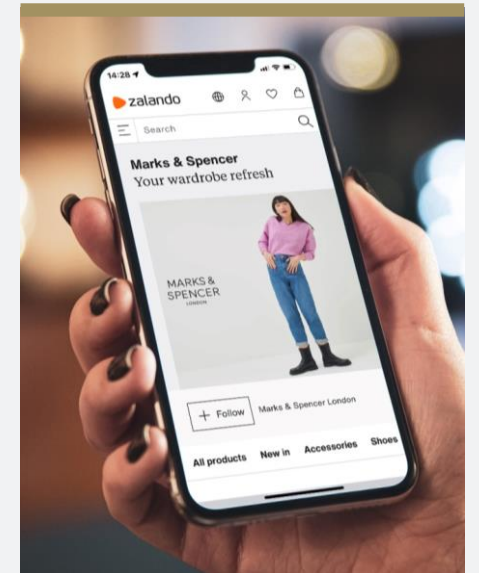 14:28
zalando
Search
Marks & Spencer
Your wardrobe refresh
MARKS &
SPENCER
LONDON
+ Follow Marks & Spencer London
All products New in Accessories Shoes